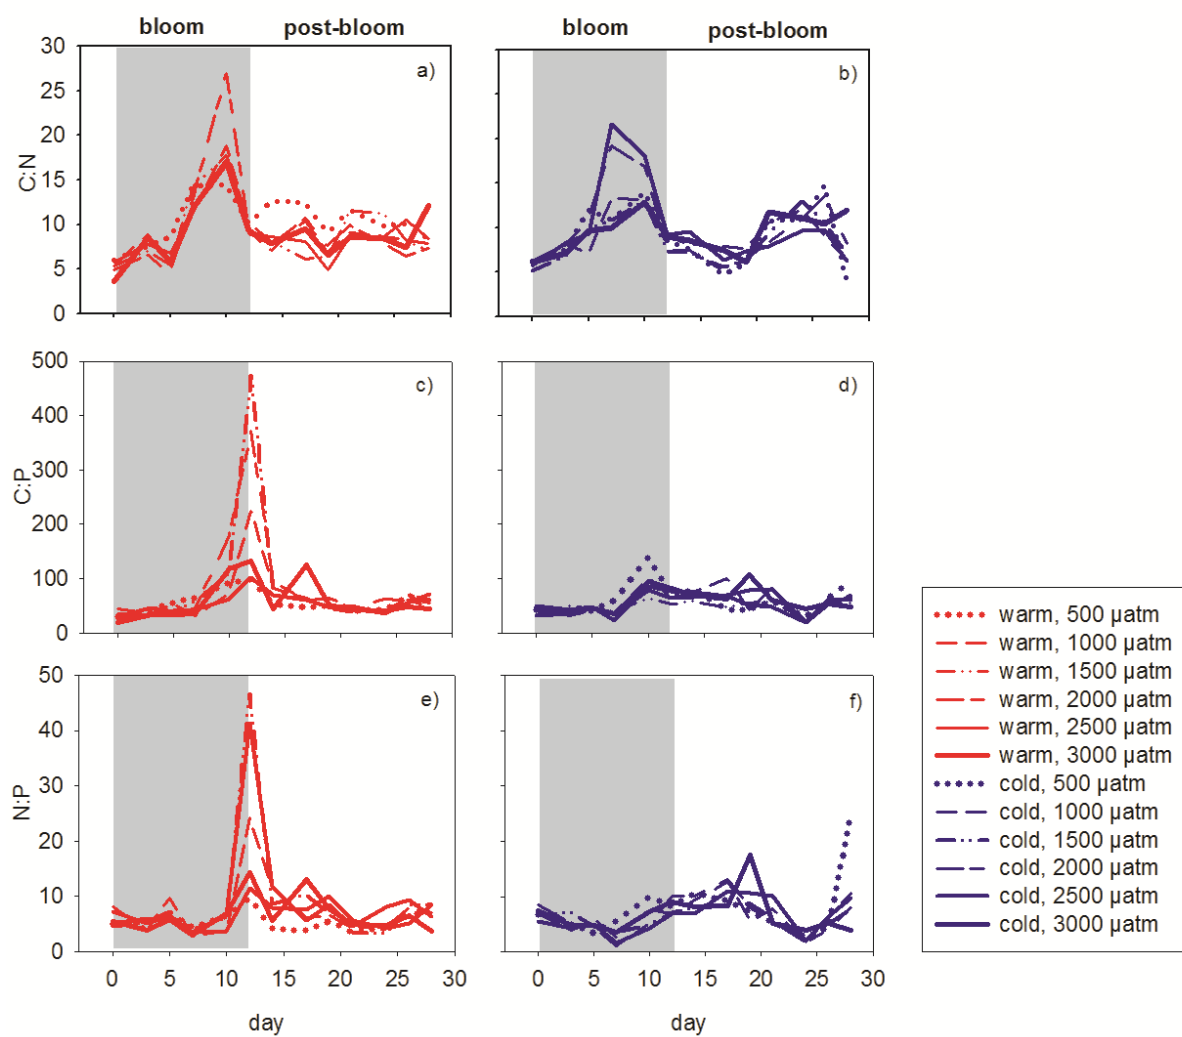 bloom post-bloom bloom post-bloom
30
25
20
15
10
5
0
C:N
a)
b)
500
400
300
200
100
0
C:P
c)
d)
50
40
30
20
10
0
N:P
e)
f)
0 5 10 15 20 25 30
day
0 5 10 15 20 25 30
day
warm, 500 µatm
warm, 1000 µatm
warm, 1500 µatm
warm, 2000 µatm
warm, 2500 µatm
warm, 3000 µatm
cold, 500 µatm
cold, 1000 µatm
cold, 1500 µatm
cold, 2000 µatm
cold, 2500 µatm
cold, 3000 µatm